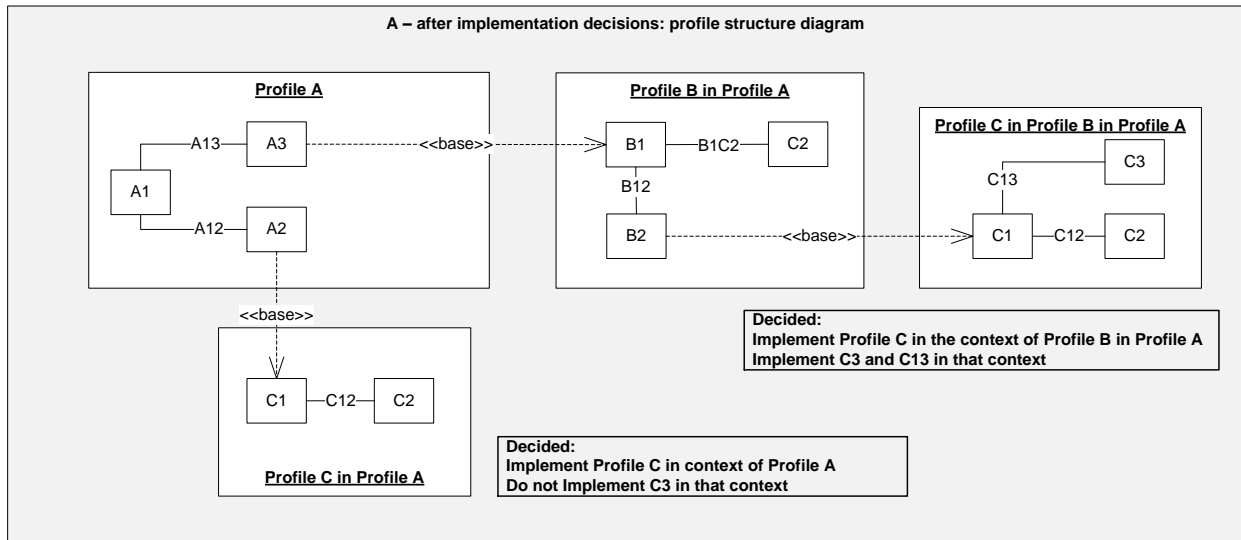 A – after implementation decisions: profile structure diagram
Profile A
A13
A3
A1
A12
A2
<<base>>
Profile B in Profile A
B1
B1C2
C2
B12
B2
<<base>>
Profile C in Profile B in Profile A
C3
C13
C1
C12
C2
<<base>>
Decided:
Implement Profile C in the context of Profile B in Profile A
Implement C3 and C13 in that context
C1
C12
C2
Profile C in Profile A
Decided:
Implement Profile C in context of Profile A
Do not Implement C3 in that context